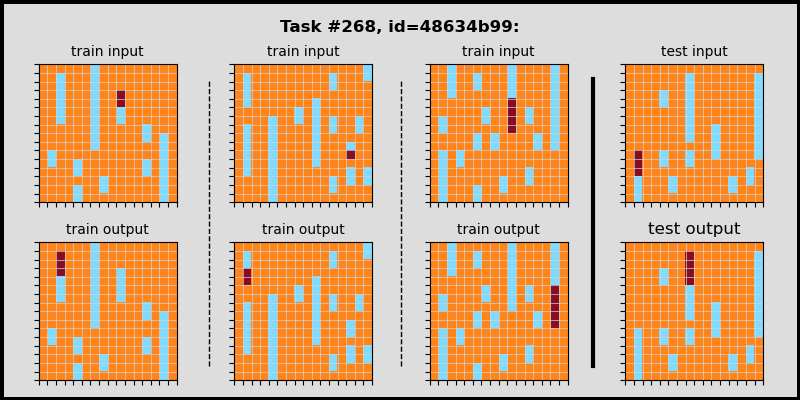 Task #268, id=48634b99:
train input train input train input test input
train output train output train output test output